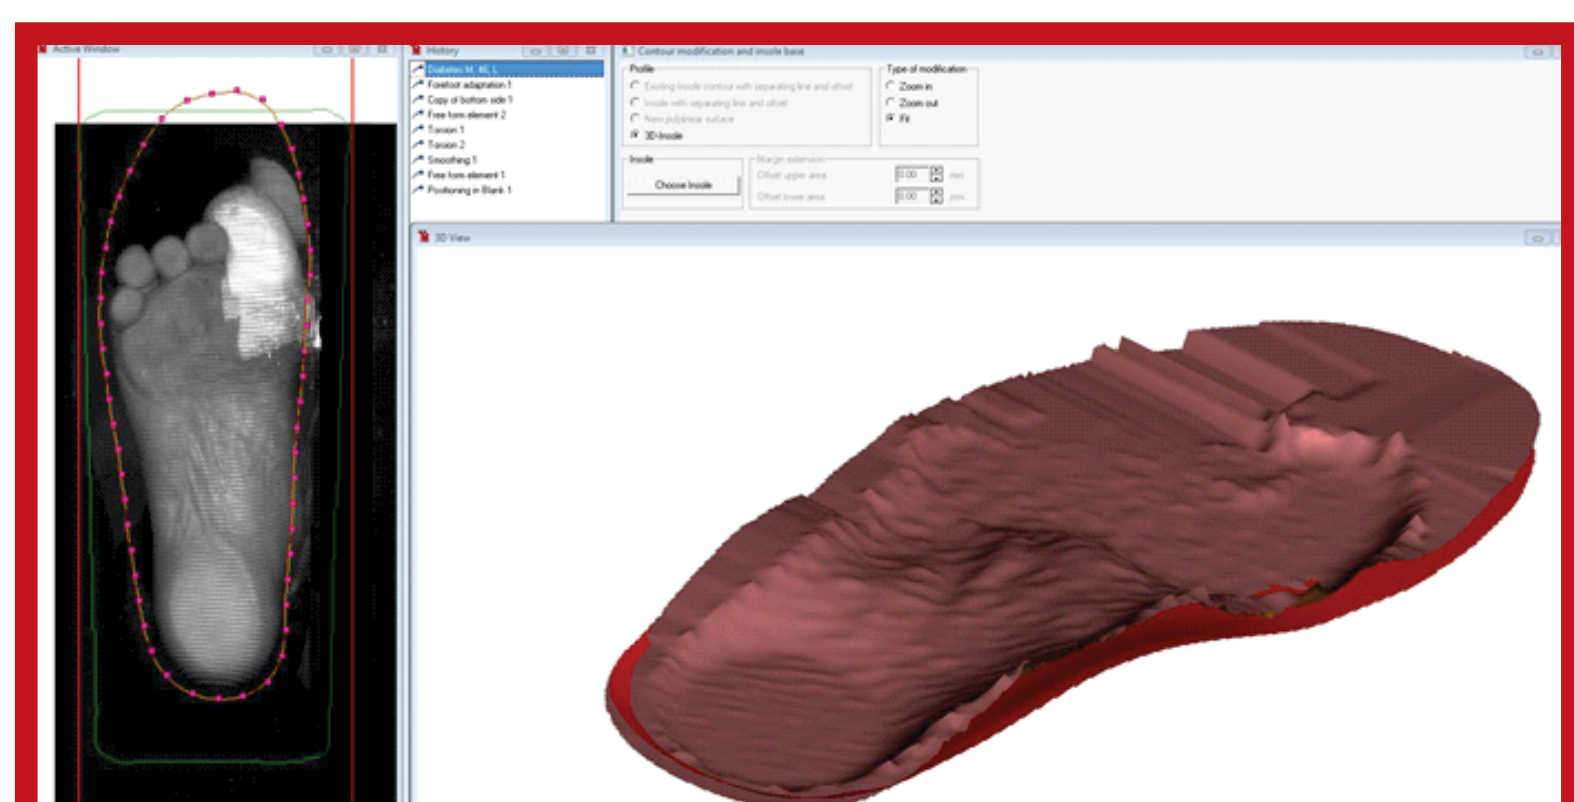 Active Window
History
Diabetes M. 46, L
Forefoot adaptation 1
Copy of bottom side 1
Free form element 2
Torsion 1
Torsion 2
Smoothing 1
Free form element 1
Positioning in Blank 1
Contour modification and insole base
Profile
Existing Insole contour with separating line and offset
Insole with separating line and offset
New polylinear surface
3D-Insole
Type of modification
Zoom in
Zoom out
Fit
Insole
Choose Insole
Margin extension
Offset upper area
0.00
mm
Offset lower area
0.00
mm
3D View